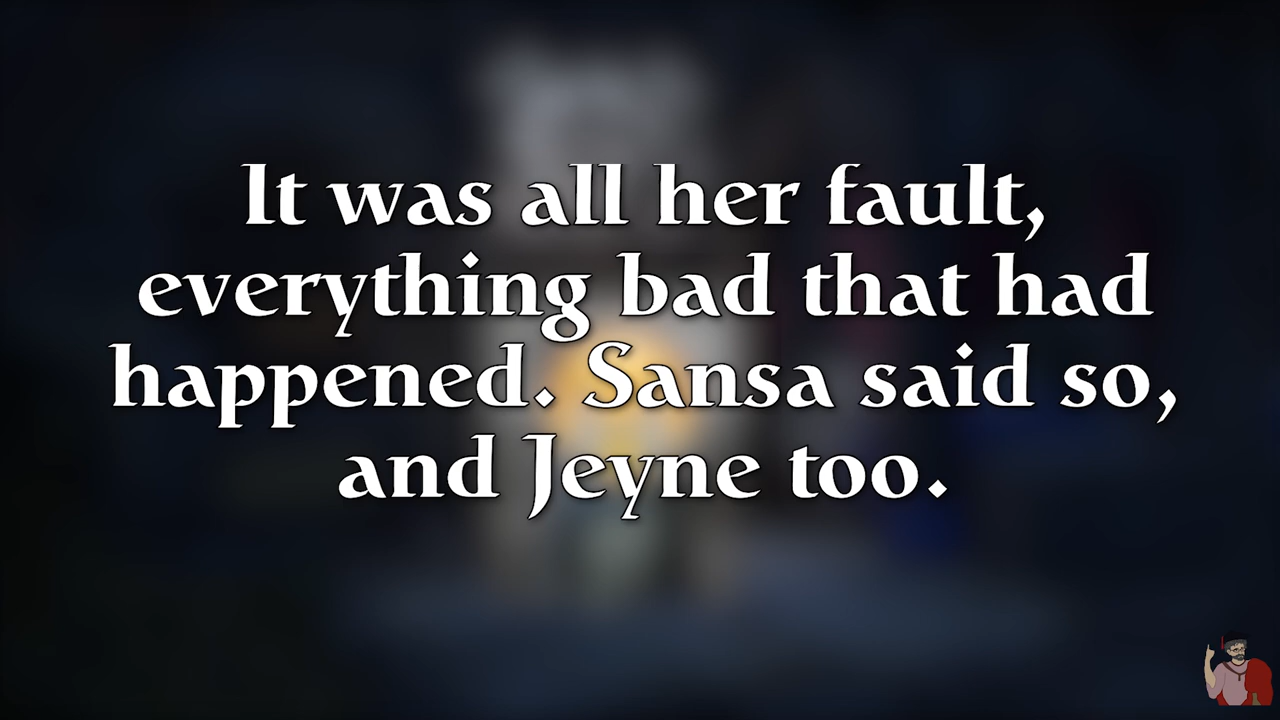 It was all her fault,
everything bad that had
happened. Sansa said so,
and Jeyne too.